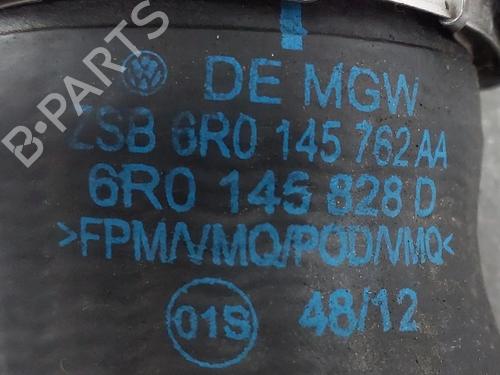 B-PARTS
DE MGW
ZSB 6R0 145 762 AA
6R0 145 828 D
>FPM/VMQ/POD/VMQ<
01S 48/12